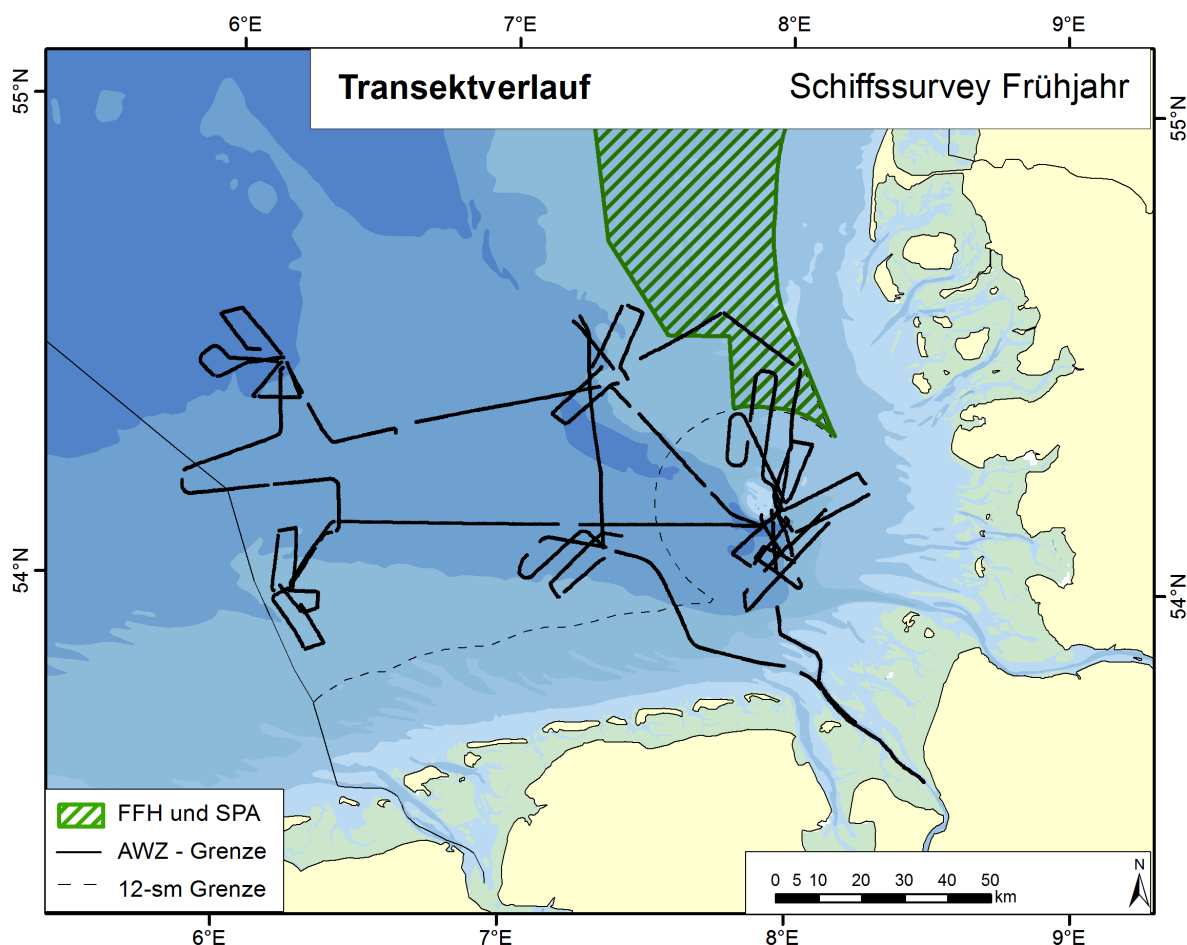 6°E 7°E 8°E 9°E
Transektverlauf Schiffssurvey Frühjahr
55°N 55°N
54°N 54°N
FFH und SPA
AWZ - Grenze
12-sm Grenze
N
0 5 10 20 30 40 50
km
6°E 7°E 8°E 9°E